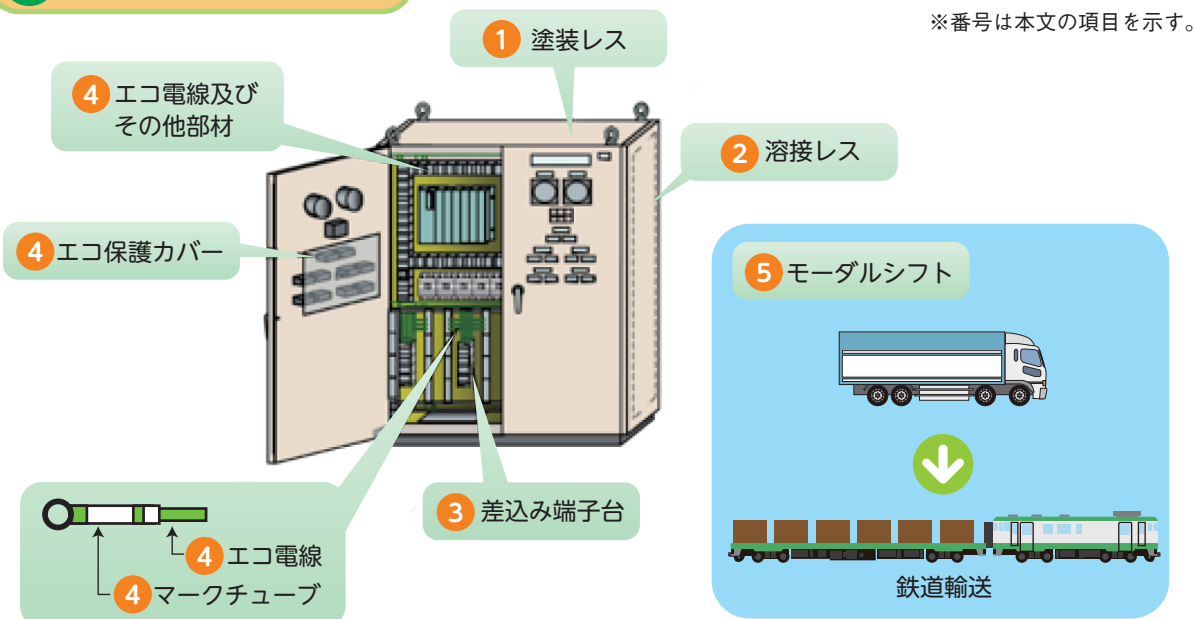 ※番号は本文の項目を示す。
1 塗装レス
4 エコ電線及び
その他部材
2 溶接レス
4 エコ保護カバー
5 モーダルシフト
3 差込み端子台
4 エコ電線
4 マークチューブ
鉄道輸送